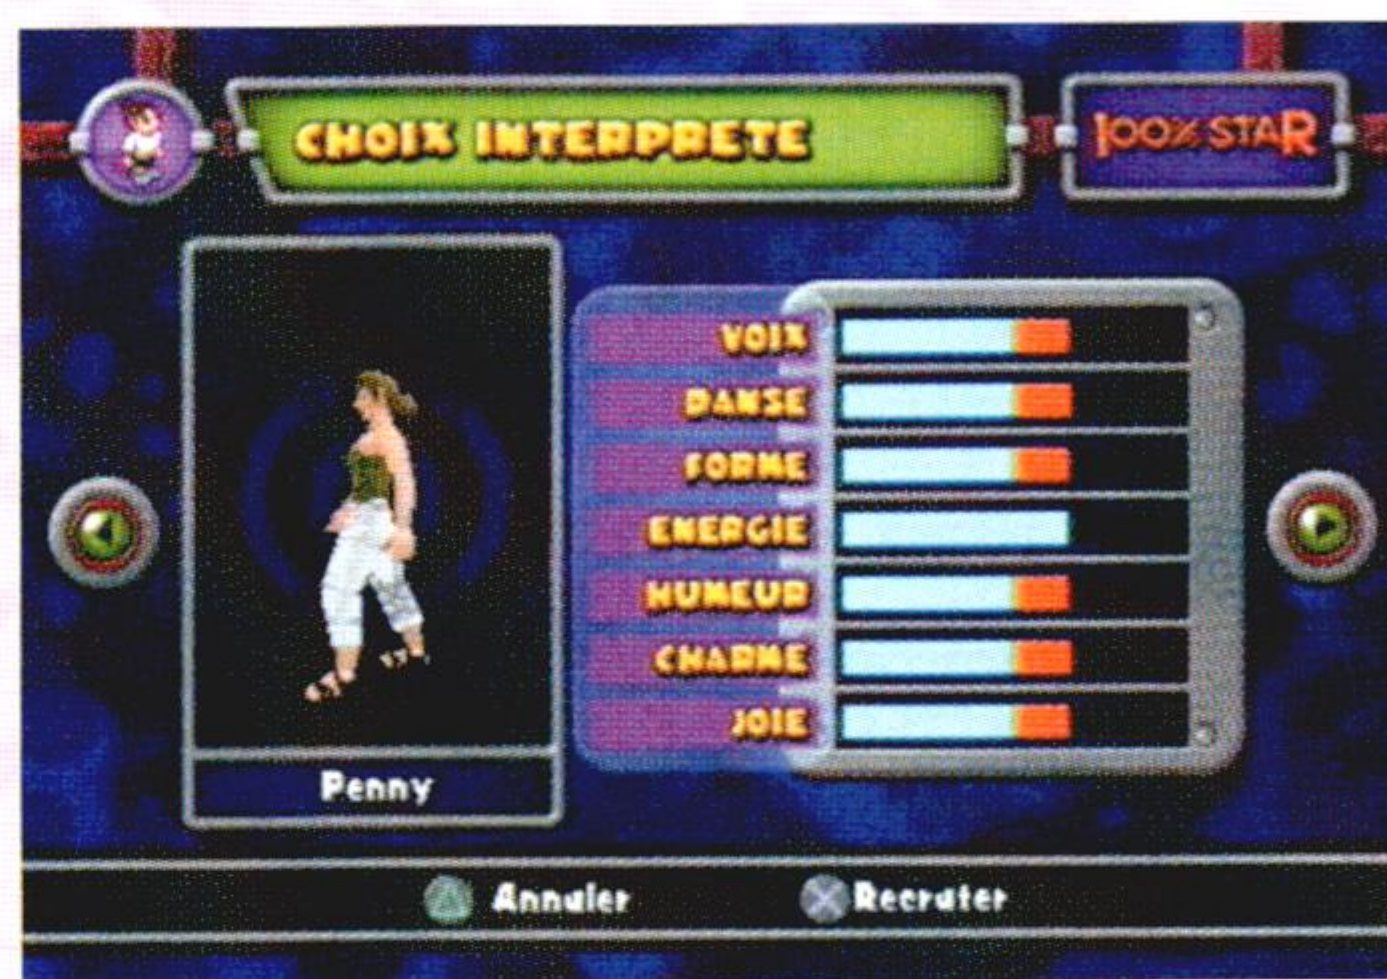 CHOIX INTERPRETE
100% STAR
VOIX
DANSE
FORME
ENERGIE
HUMEUR
CHARME
JOIE
Penny
Annuler
Recruter